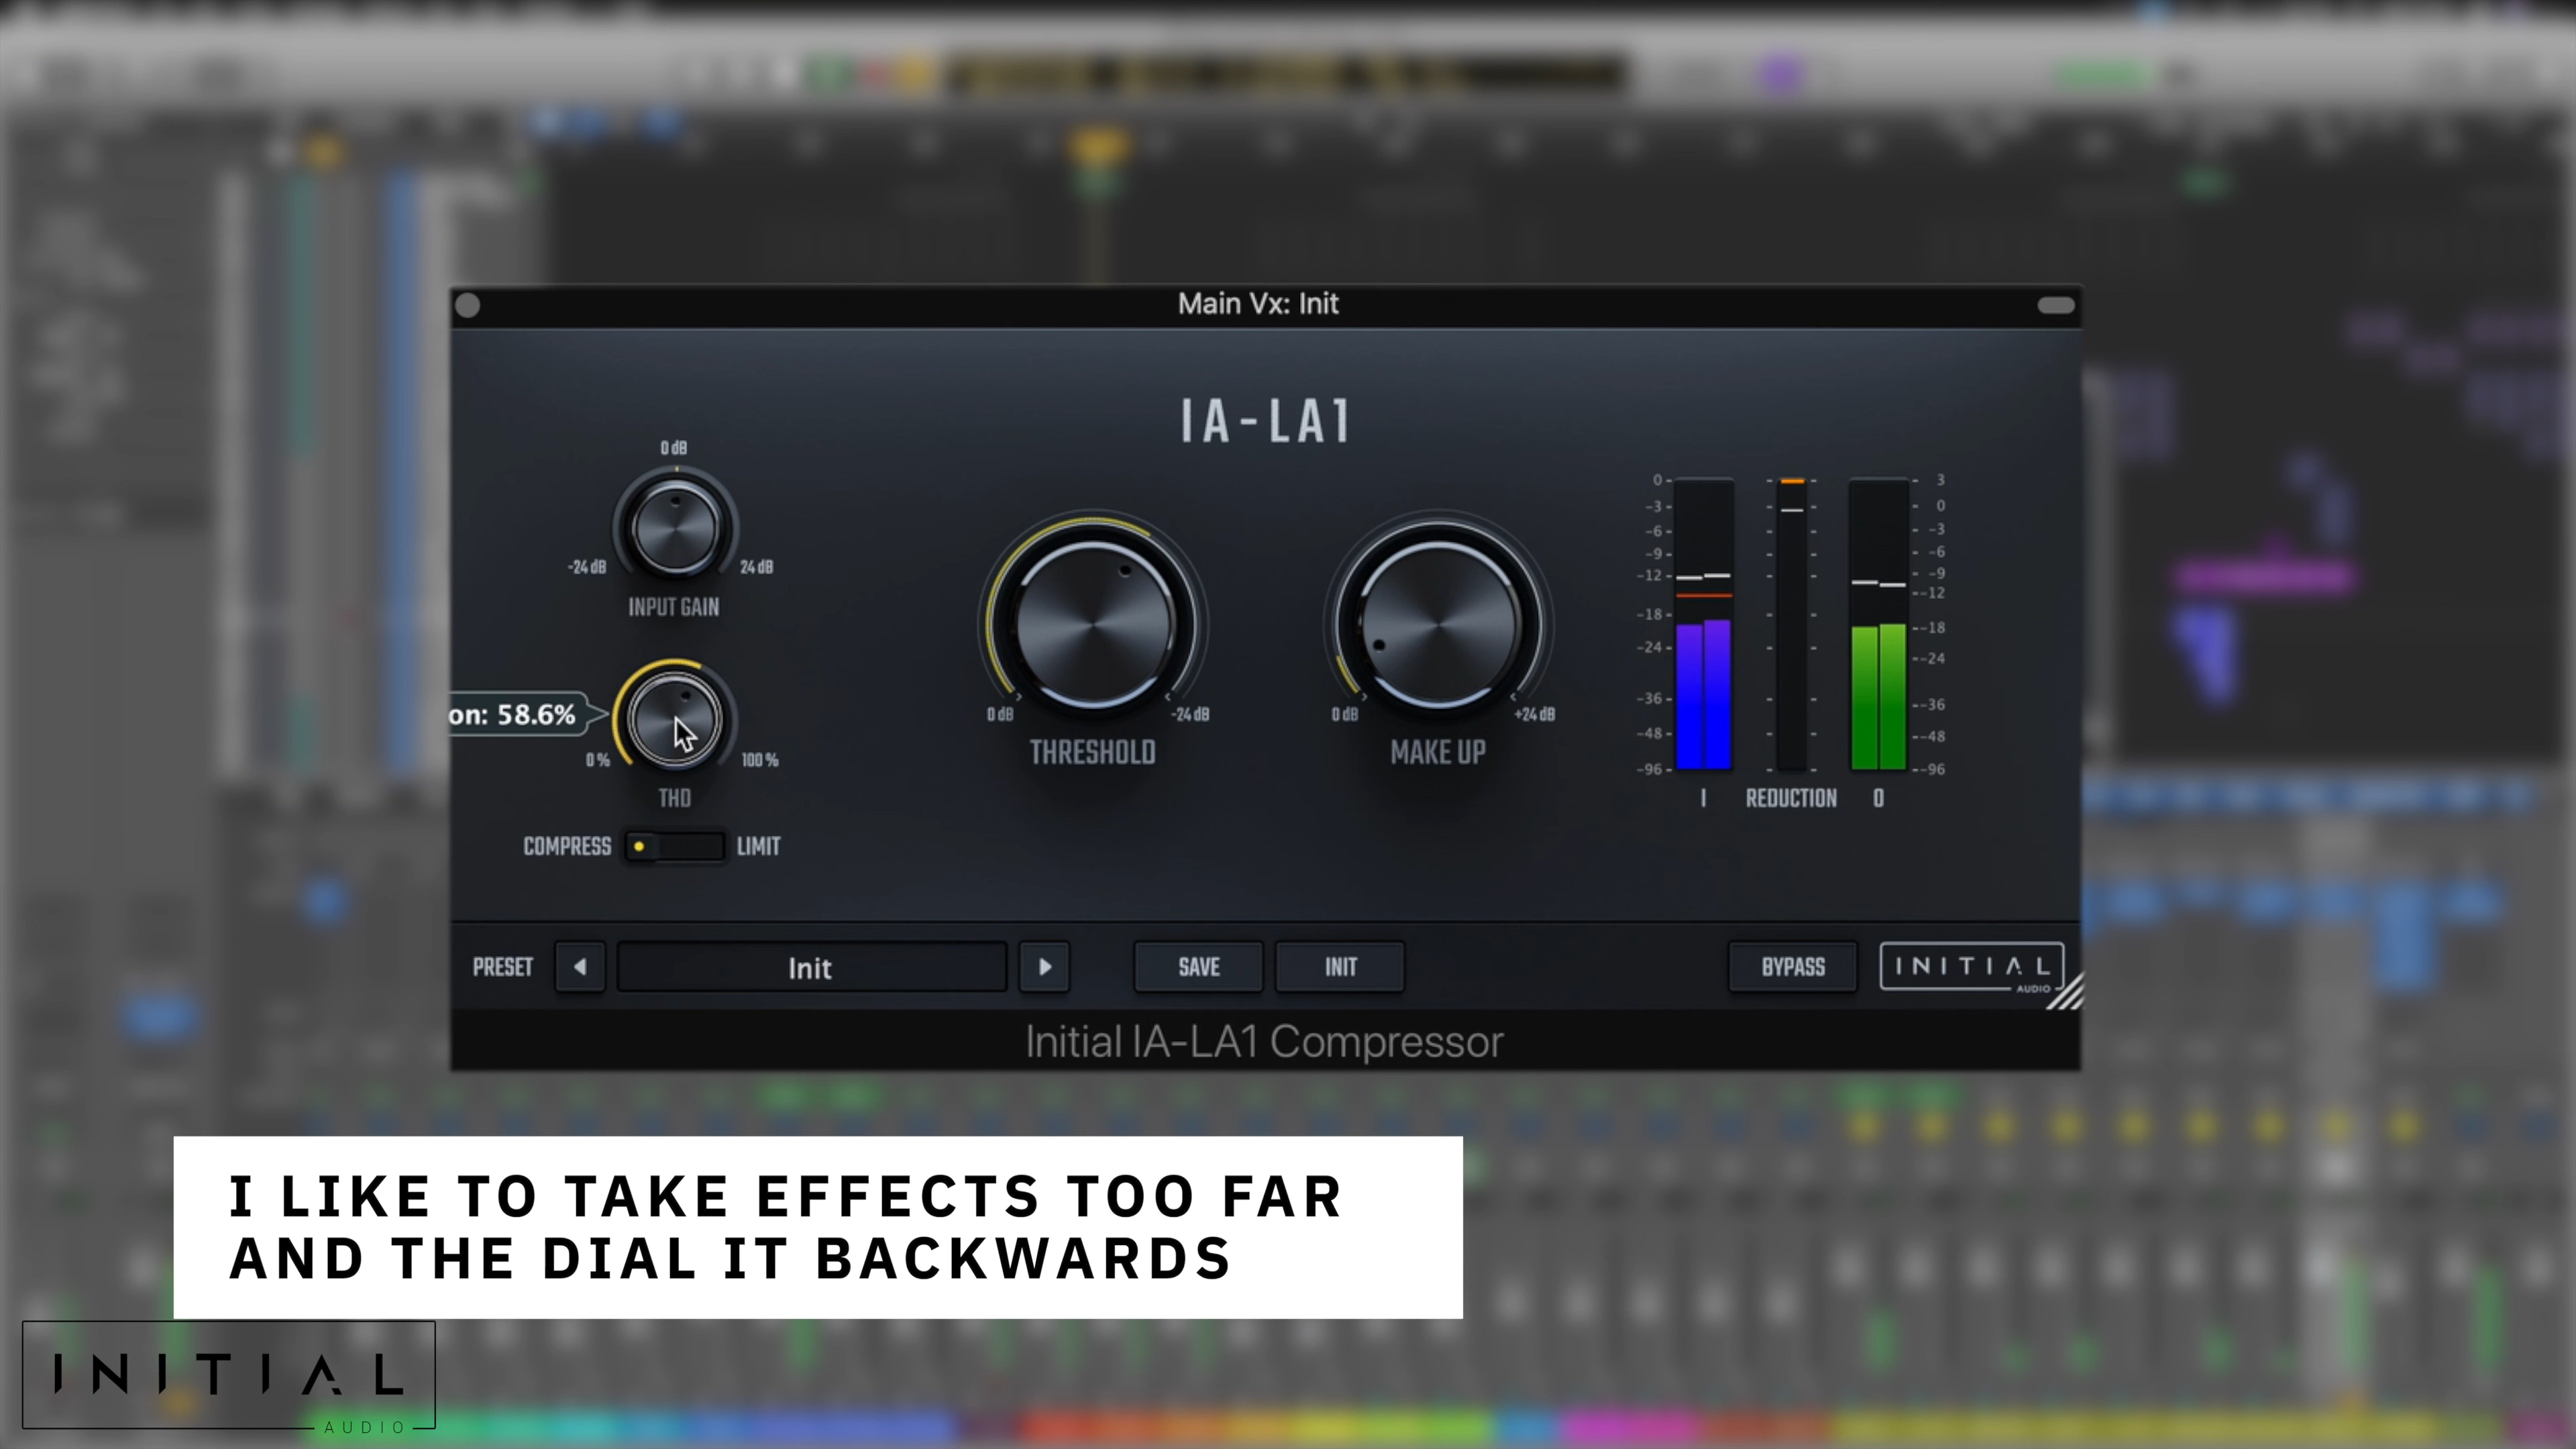 Main Vx: Init
IA-LA1
0 dB
-24 dB
24 dB
INPUT GAIN
on: 58.6%
0 %
100 %
THD
COMPRESS
LIMIT
0 dB
-24 dB
THRESHOLD
0 dB
+24 dB
MAKE UP
0
-3
-6
-9
-12
-18
-24
-36
-48
-96
3
0
-3
-6
-9
-12
-18
-24
-36
-48
-96
I
REDUCTION
O
PRESET
Init
SAVE
INIT
BYPASS
INITIAL
AUDIO
Initial IA-LA1 Compressor
I LIKE TO TAKE EFFECTS TOO FAR
AND THE DIAL IT BACKWARDS
INITIAL
AUDIO